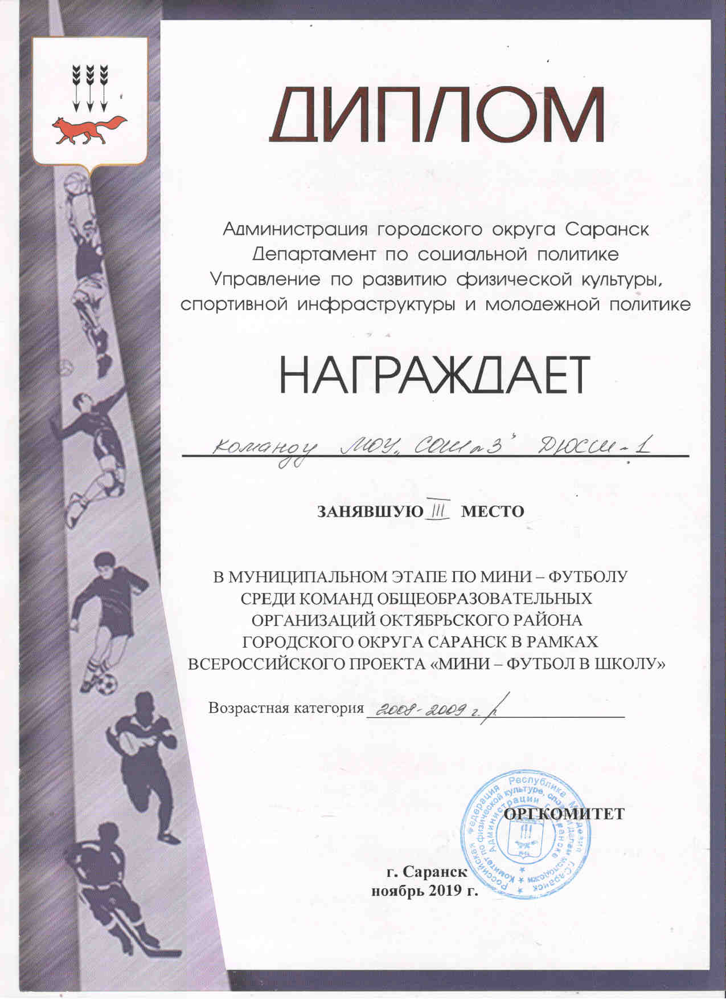 ДИПЛОМ
Администрация городского округа Саранск
Департамент по социальной политике
Управление по развитию физической культуры,
спортивной инфраструктуры и молодежной политике
НАГРАЖДАЕТ
команду МОУ „СОШ №3" ДЮСШ-1
ЗАНЯВШУЮ III МЕСТО
В МУНИЦИПАЛЬНОМ ЭТАПЕ ПО МИНИ – ФУТБОЛУ
СРЕДИ КОМАНД ОБЩЕОБРАЗОВАТЕЛЬНЫХ
ОРГАНИЗАЦИЙ ОКТЯБРЬСКОГО РАЙОНА
ГОРОДСКОГО ОКРУГА САРАНСК В РАМКАХ
ВСЕРОССИЙСКОГО ПРОЕКТА «МИНИ – ФУТБОЛ В ШКОЛУ»
Возрастная категория 2008-2009 г.р.
ОРГКОМИТЕТ
Российская Федерация Республика Мордовия г.Саранск
Комитет по физической культуре, делам молодежи
Администрации
г. Саранск
ноябрь 2019 г.